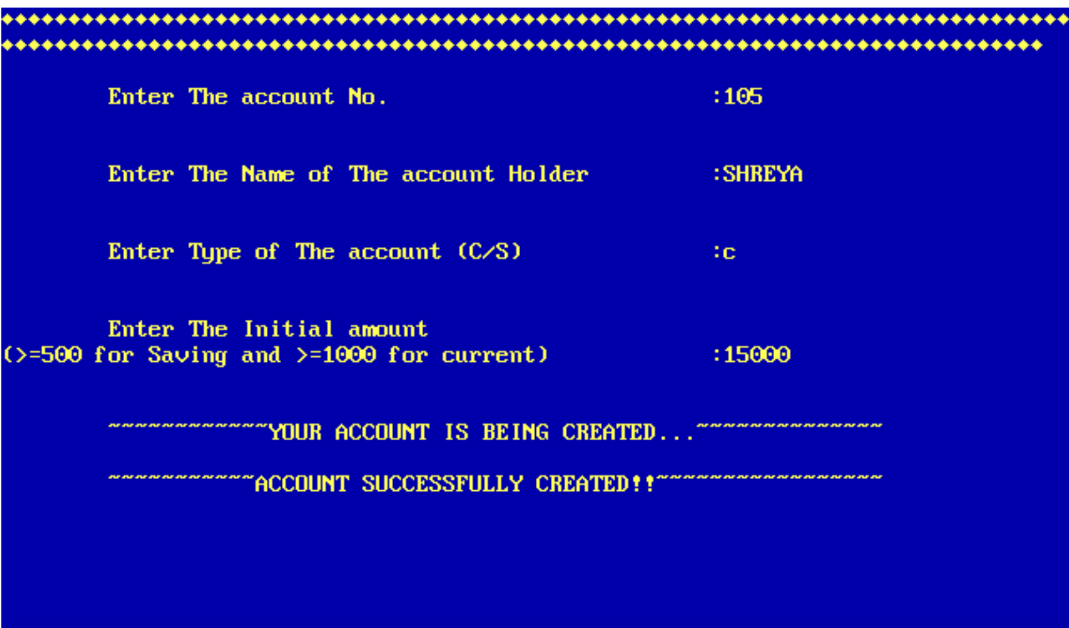 Enter The account No. :105
Enter The Name of The account Holder :SHREYA
Enter Type of The account (C/S) :c
Enter The Initial amount
(>=500 for Saving and >=1000 for current) :15000
~~~~~~~~~~~~YOUR ACCOUNT IS BEING CREATED...~~~~~~~~~~~~~~
~~~~~~~~~~~ACCOUNT SUCCESSFULLY CREATED!!~~~~~~~~~~~~~~~~~